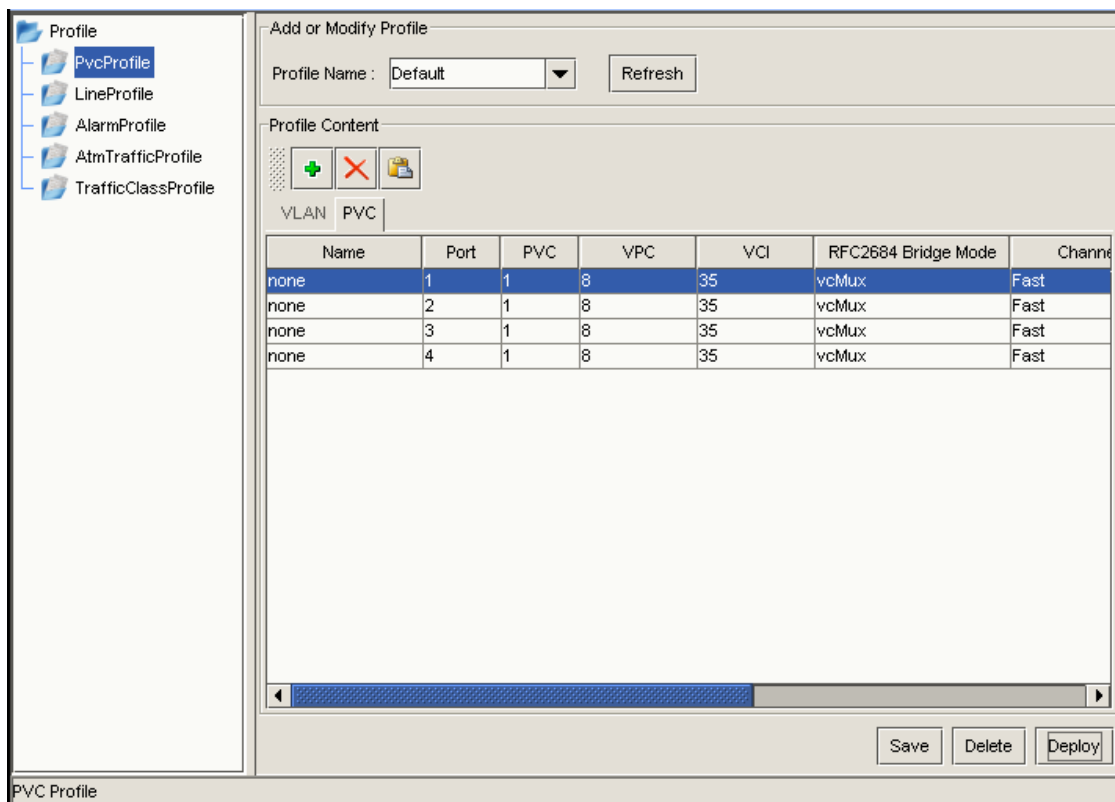 Profile
PvcProfile
LineProfile
AlarmProfile
AtmTrafficProfile
TrafficClassProfile
Add or Modify Profile
Profile Name : Default Refresh
Profile Content
VLAN PVC
Name Port PVC VPC VCI RFC2684 Bridge Mode Channe
none 1 1 8 35 vcMux Fast
none 2 1 8 35 vcMux Fast
none 3 1 8 35 vcMux Fast
none 4 1 8 35 vcMux Fast
Save Delete Deploy
PVC Profile